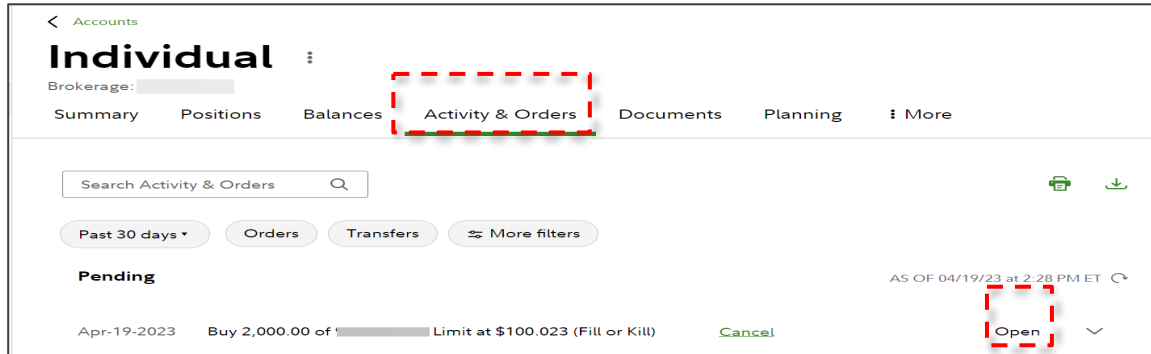 Accounts
Individual
Brokerage:
Summary Positions Balances Activity & Orders Documents Planning More
Search Activity & Orders
Past 30 days Orders Transfers More filters
Pending AS OF 04/19/23 at 2:28 PM ET
Apr-19-2023 Buy 2,000.00 of Limit at $100.023 (Fill or Kill) Cancel Open